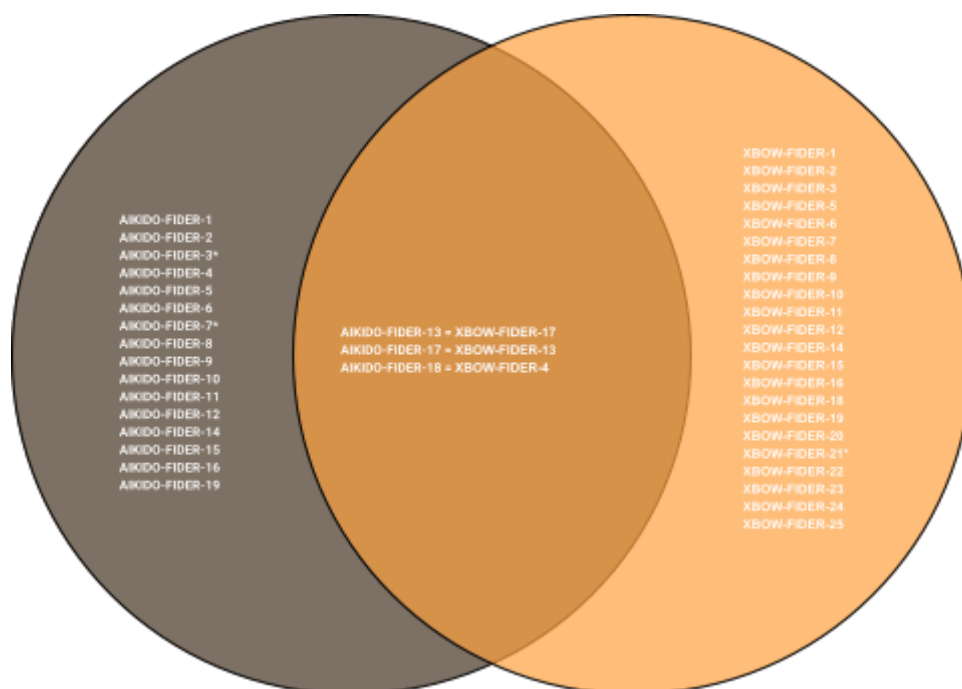 AIKIDO-FIDER-1
AIKIDO-FIDER-2
AIKIDO-FIDER-3*
AIKIDO-FIDER-4
AIKIDO-FIDER-5
AIKIDO-FIDER-6
AIKIDO-FIDER-7*
AIKIDO-FIDER-8
AIKIDO-FIDER-9
AIKIDO-FIDER-10
AIKIDO-FIDER-11
AIKIDO-FIDER-12
AIKIDO-FIDER-14
AIKIDO-FIDER-15
AIKIDO-FIDER-16
AIKIDO-FIDER-19
AIKIDO-FIDER-13 = XBOW-FIDER-17
AIKIDO-FIDER-17 = XBOW-FIDER-13
AIKIDO-FIDER-18 = XBOW-FIDER-4
XBOW-FIDER-1
XBOW-FIDER-2
XBOW-FIDER-3
XBOW-FIDER-5
XBOW-FIDER-6
XBOW-FIDER-7
XBOW-FIDER-8
XBOW-FIDER-9
XBOW-FIDER-10
XBOW-FIDER-11
XBOW-FIDER-12
XBOW-FIDER-14
XBOW-FIDER-15
XBOW-FIDER-16
XBOW-FIDER-18
XBOW-FIDER-19
XBOW-FIDER-20
XBOW-FIDER-21*
XBOW-FIDER-22
XBOW-FIDER-23
XBOW-FIDER-24
XBOW-FIDER-25